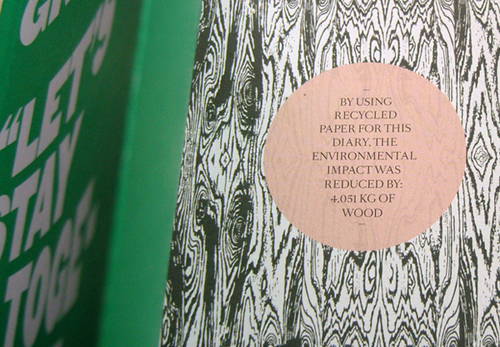 "LET'S
STAY
BY USING
RECYCLED
PAPER FOR THIS
DIARY, THE
ENVIRONMENTAL
IMPACT WAS
REDUCED BY:
4.051 KG OF
WOOD